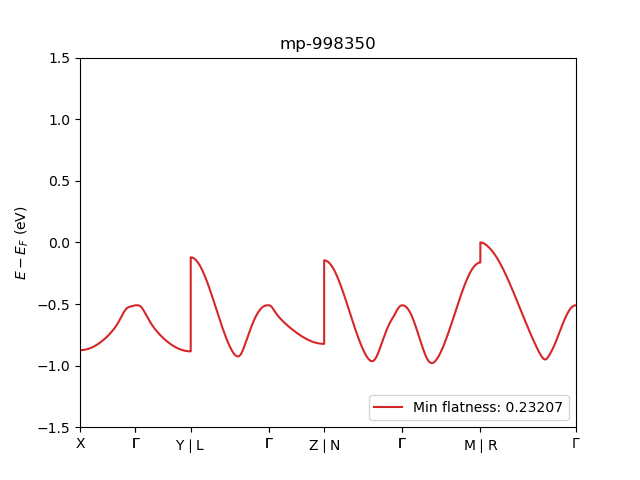 mp-998350
1.5
1.0
0.5
0.0
−0.5
−1.0
−1.5
E − E_F (eV)
X Γ Y | L Γ Z | N Γ M | R Γ
Min flatness: 0.23207